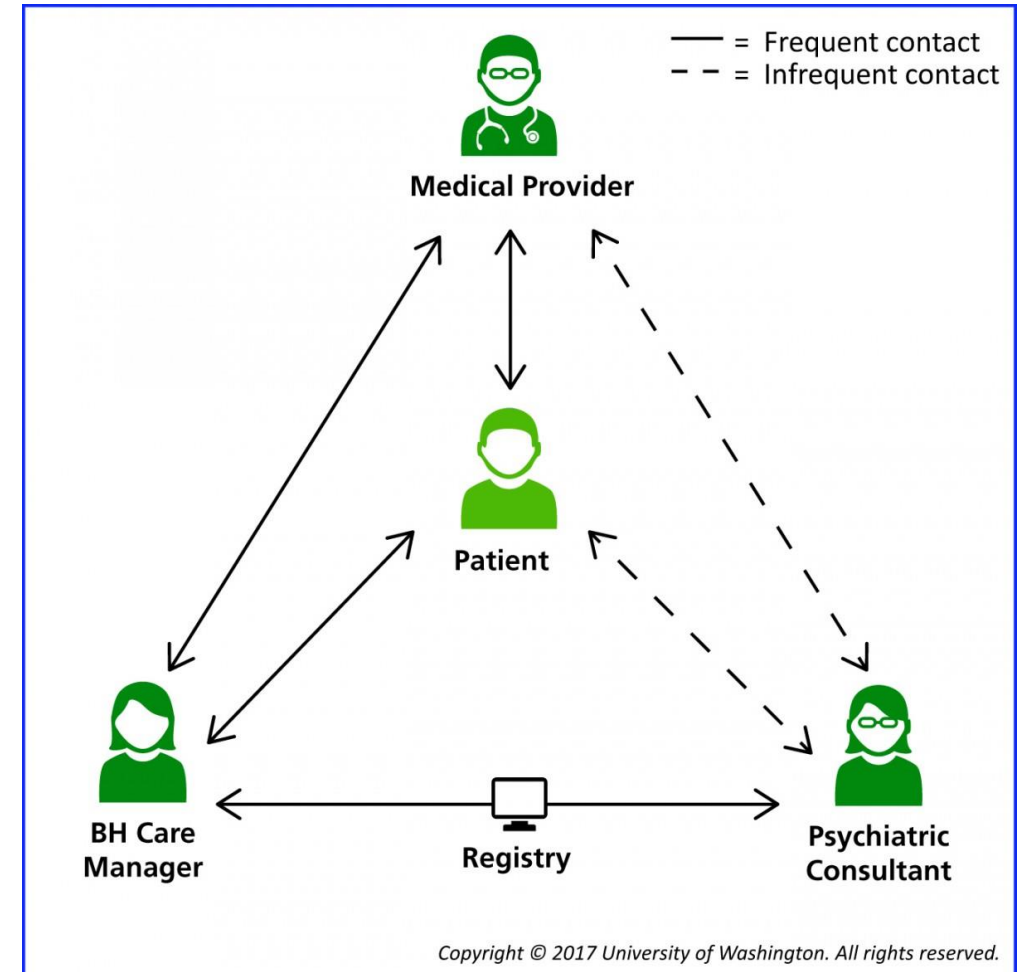 = Frequent contact
= Infrequent contact
Medical Provider
Patient
BH Care
Manager
Registry
Psychiatric
Consultant
Copyright © 2017 University of Washington. All rights reserved.